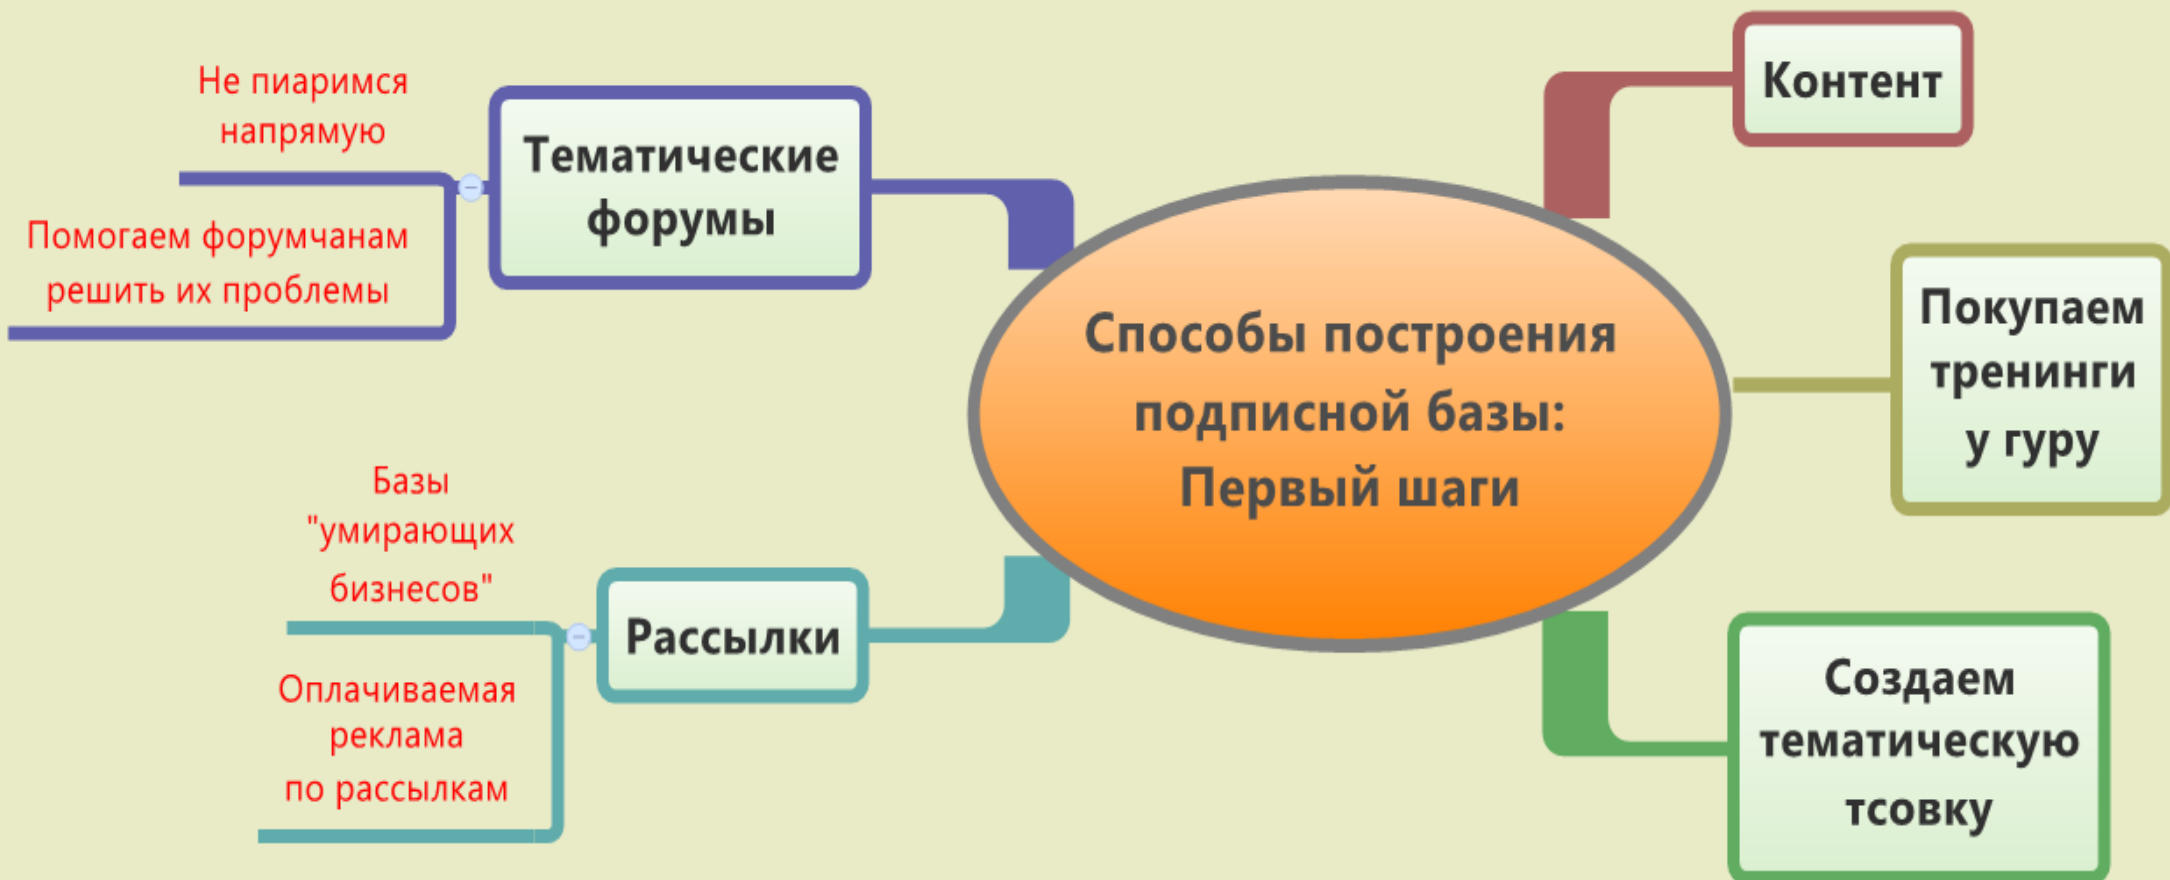 Не пиаримся
напрямую
Помогаем форумчанам
решить их проблемы
Тематические
форумы
Базы
"умирающих
бизнесов"
Оплачиваемая
реклама
по рассылкам
Рассылки
Способы построения
подписной базы:
Первый шаги
Контент
Покупаем
тренинги
у гуру
Создаем
тематическую
тсовку